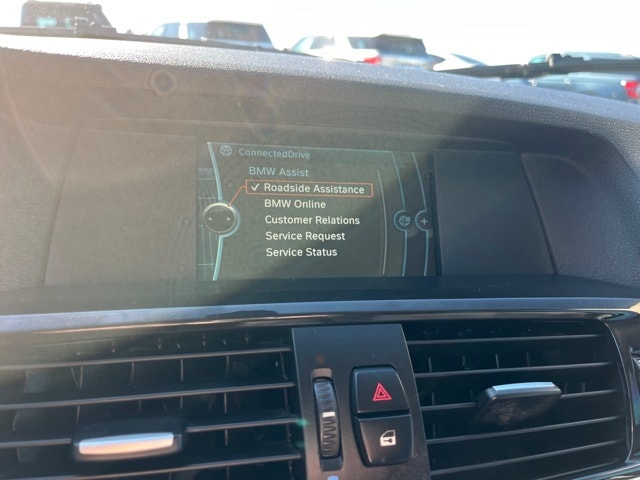 ConnectedDrive
BMW Assist
✓ Roadside Assistance
BMW Online
Customer Relations
Service Request
Service Status